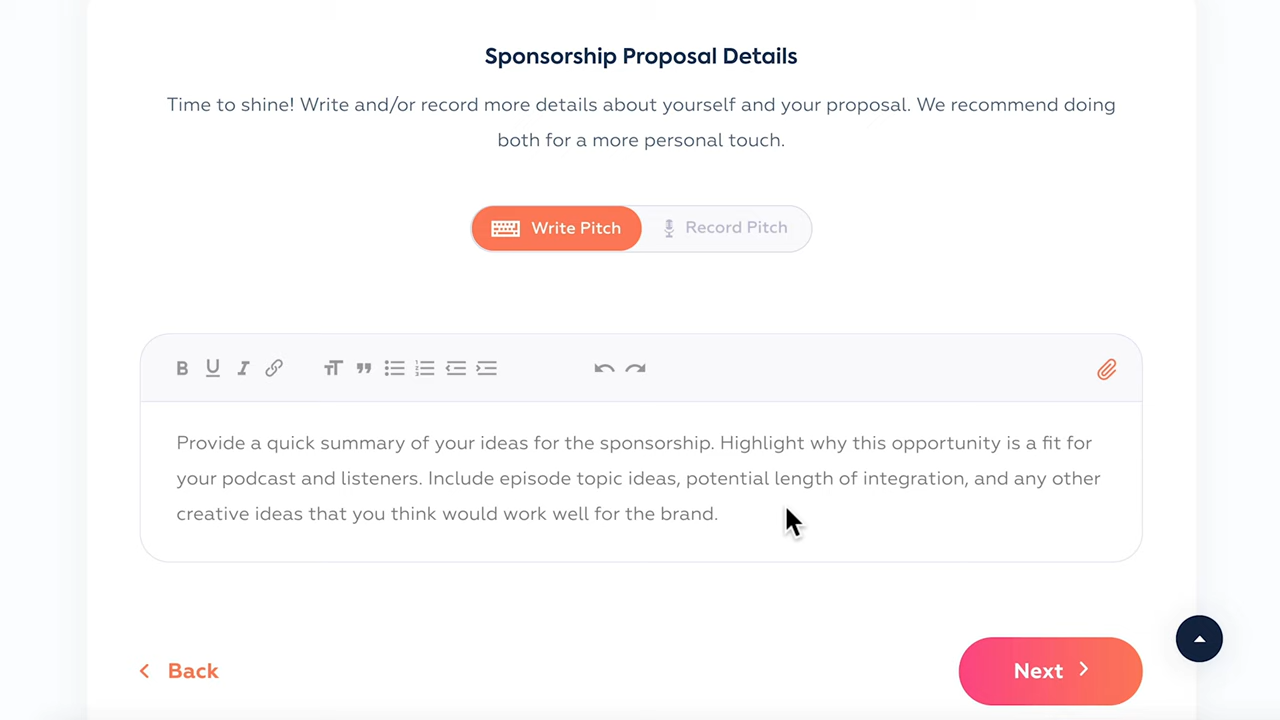 Sponsorship Proposal Details
Time to shine! Write and/or record more details about yourself and your proposal. We recommend doing
both for a more personal touch.
Write Pitch
Record Pitch
Provide a quick summary of your ideas for the sponsorship. Highlight why this opportunity is a fit for
your podcast and listeners. Include episode topic ideas, potential length of integration, and any other
creative ideas that you think would work well for the brand.
Back
Next